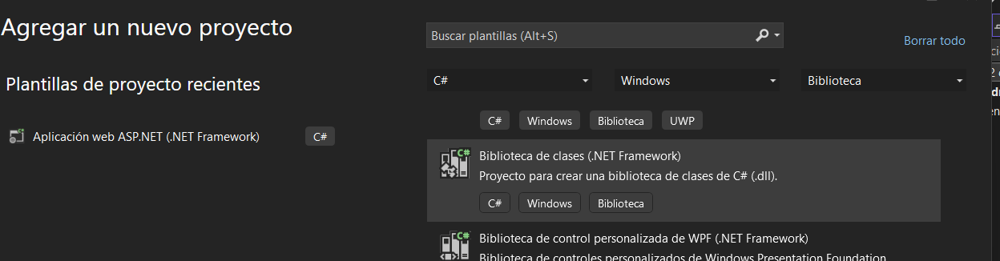 Agregar un nuevo proyecto
Buscar plantillas (Alt+S)
Borrar todo
Plantillas de proyecto recientes
C#
Windows
Biblioteca
C#
Windows
Biblioteca
UWP
Aplicación web ASP.NET (.NET Framework)
C#
Biblioteca de clases (.NET Framework)
Proyecto para crear una biblioteca de clases de C# (.dll).
C#
Windows
Biblioteca
Biblioteca de control personalizada de WPF (.NET Framework)
Biblioteca de controles personalizados de Windows Presentation Foundation